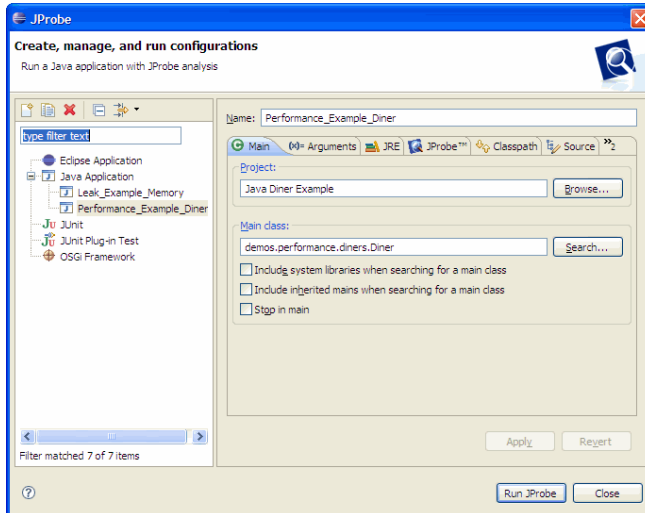 JProbe
Create, manage, and run configurations
Run a Java application with JProbe analysis
type filter text
Eclipse Application
Java Application
Leak_Example_Memory
Performance_Example_Diner
JUnit
JUnit Plug-in Test
OSGi Framework
Filter matched 7 of 7 items
Name: Performance_Example_Diner
Main (x)= Arguments JRE JProbe™ Classpath Source »2
Project:
Java Diner Example Browse...
Main class:
demos.performance.diners.Diner Search...
Include system libraries when searching for a main class
Include inherited mains when searching for a main class
Stop in main
Apply Revert
Run JProbe Close